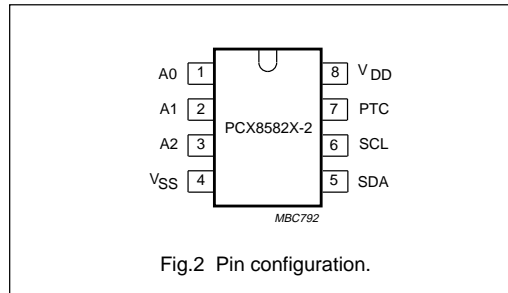 A0 1 8 VDD
A1 2 7 PTC
PCX8582X-2
A2 3 6 SCL
VSS 4 5 SDA
MBC792
Fig.2 Pin configuration.